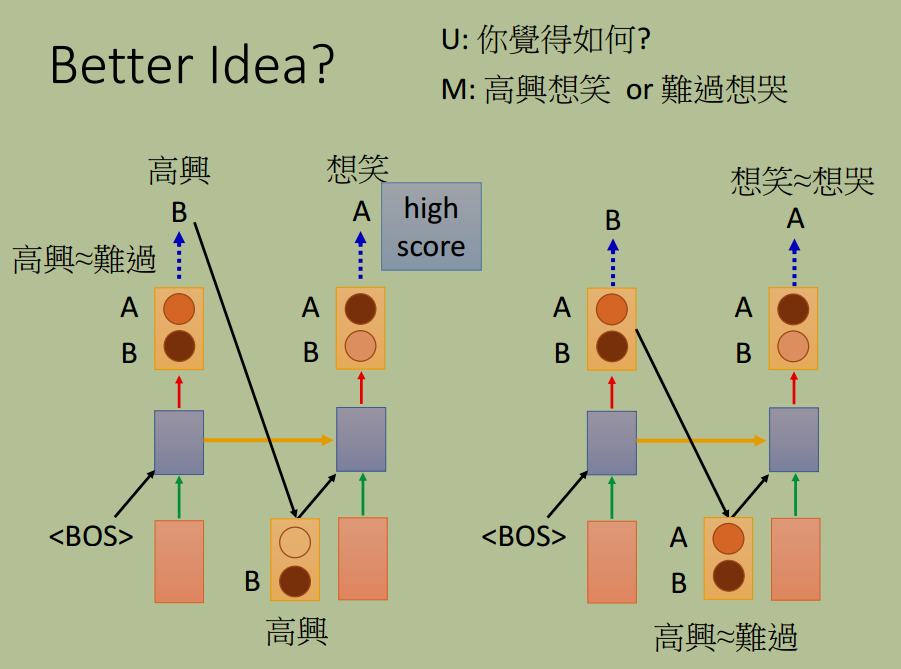 Better Idea?
U: 你覺得如何?
M: 高興想笑 or 難過想哭
高興
想笑
B
A
high
score
高興≈難過
A
B
A
B
<BOS>
B
高興
想笑≈想哭
B
A
A
B
A
B
<BOS>
A
B
高興≈難過